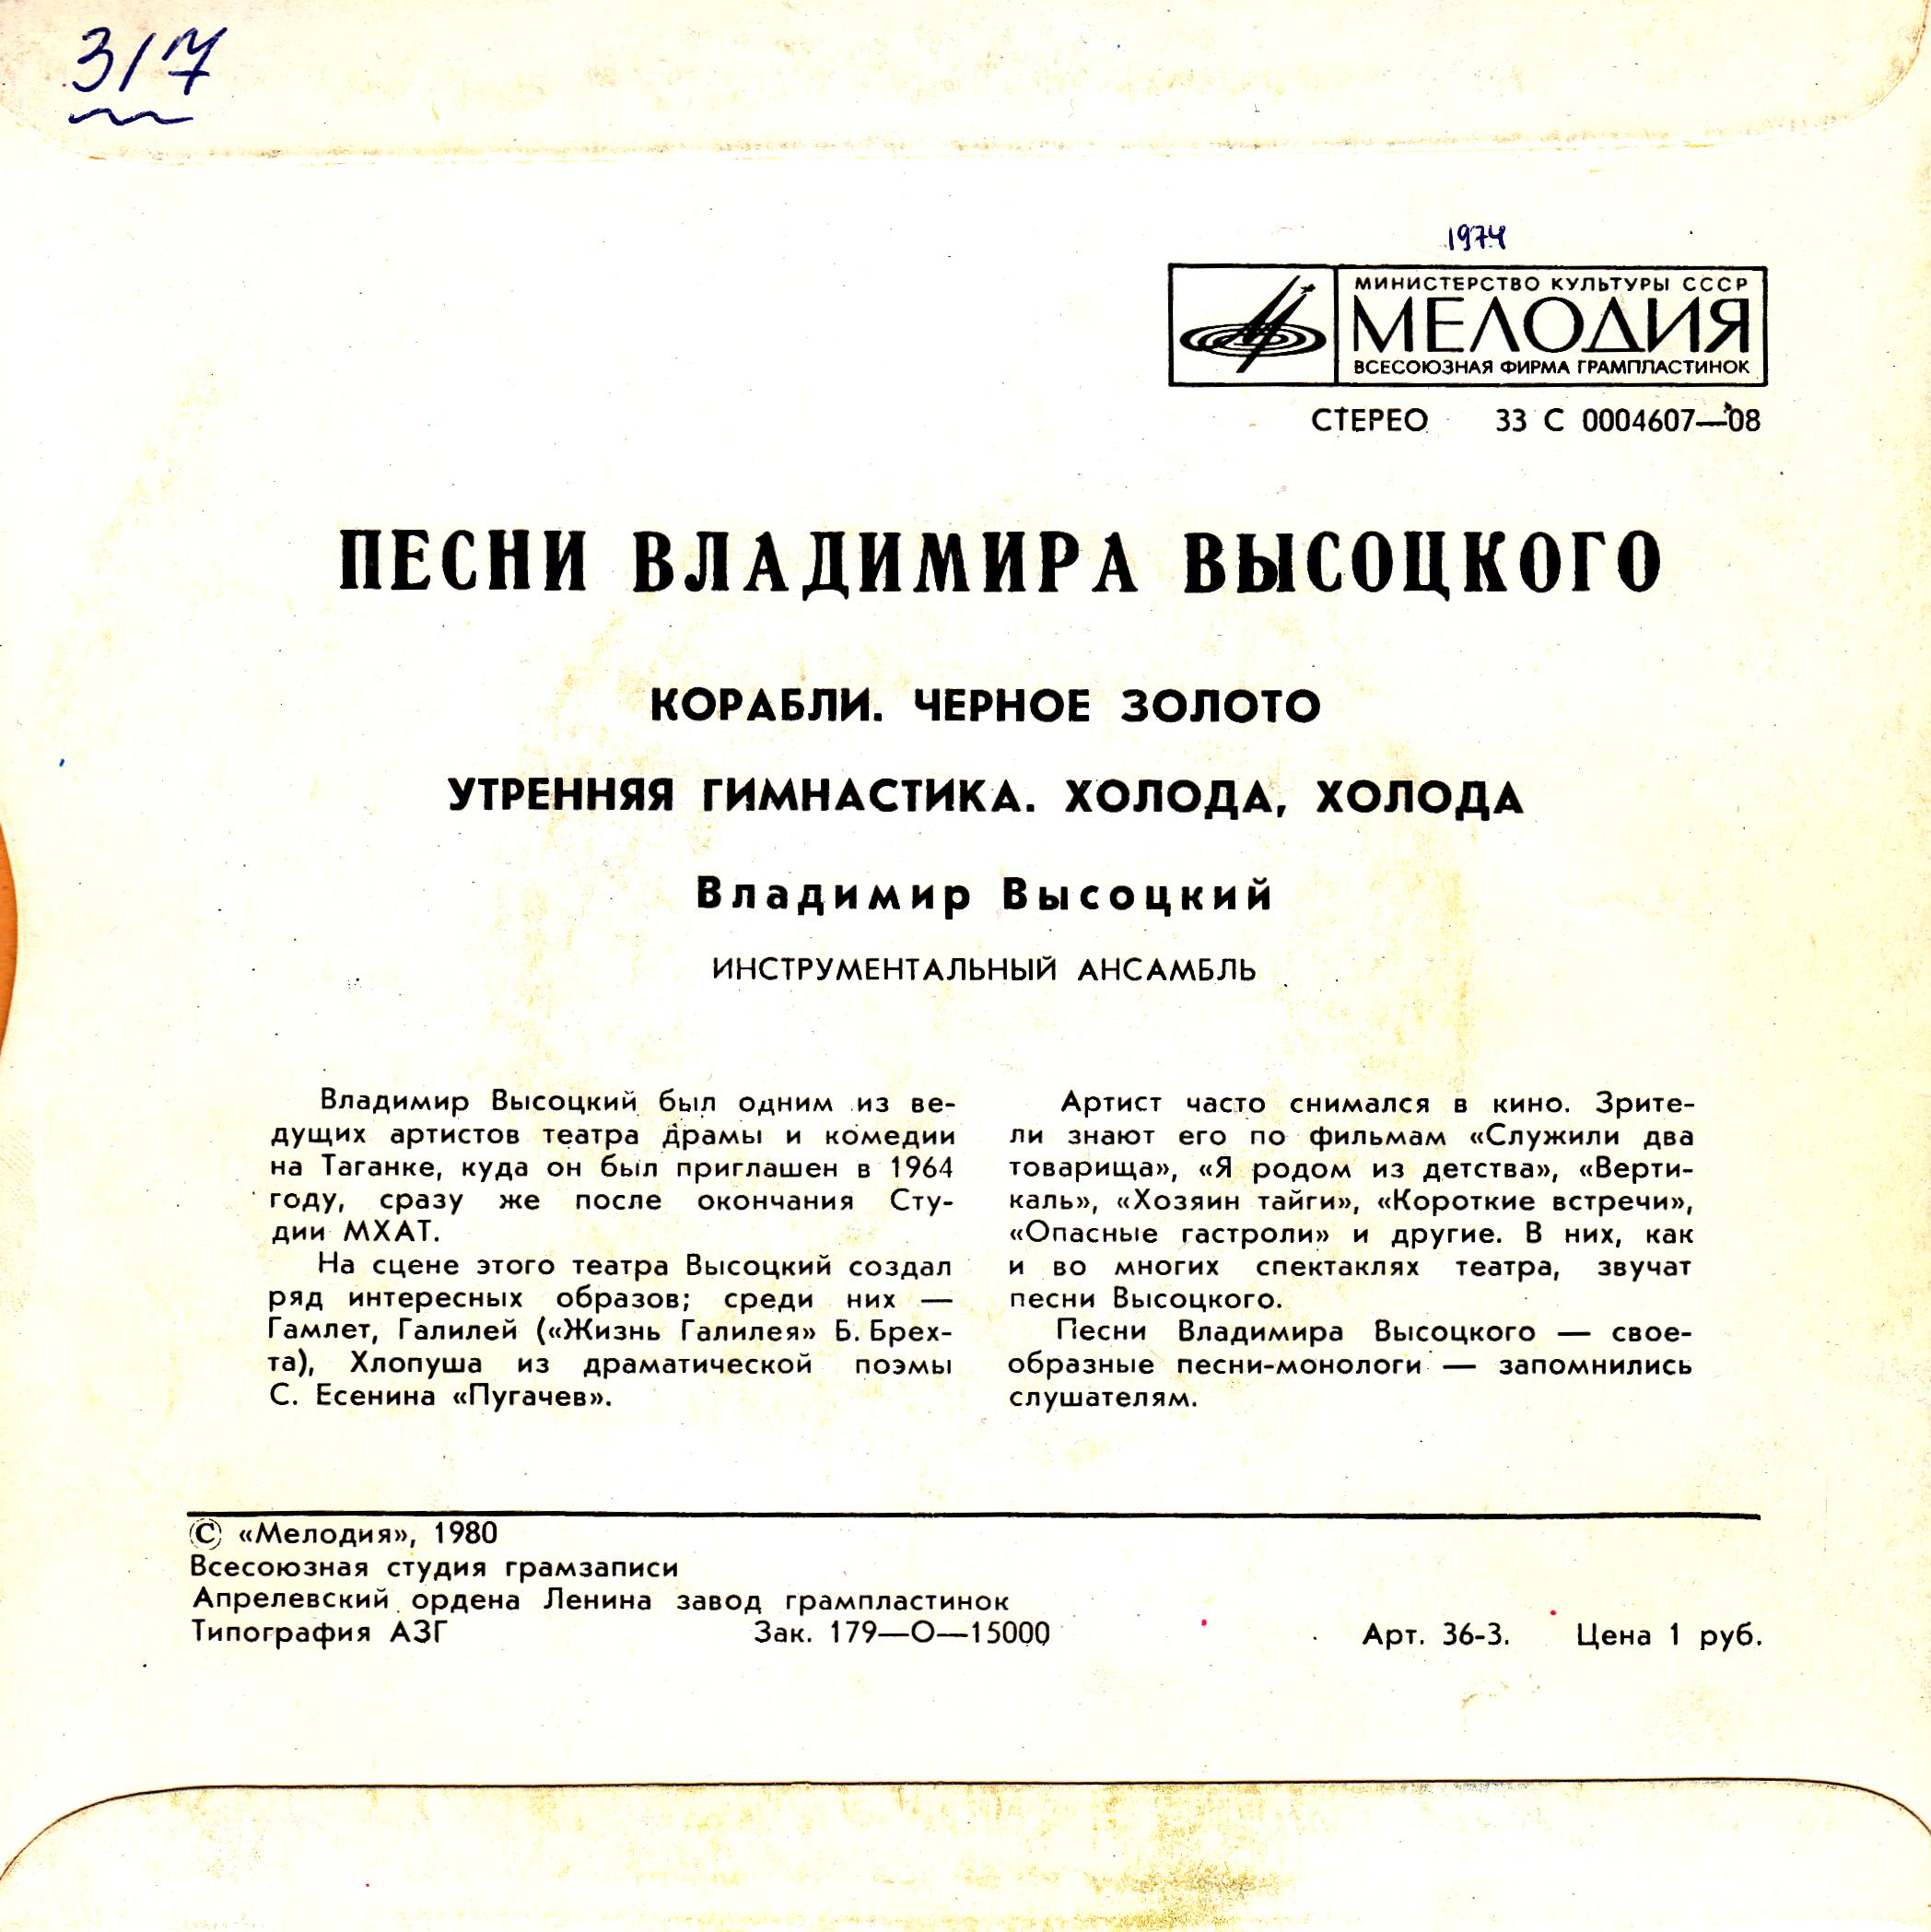 317
1974
МИНИСТЕРСТВО КУЛЬТУРЫ СССР
МЕЛОДИЯ
ВСЕСОЮЗНАЯ ФИРМА ГРАМПЛАСТИНОК
СТЕРЕО 33 С 0004607—08
ПЕСНИ ВЛАДИМИРА ВЫСОЦКОГО
КОРАБЛИ. ЧЕРНОЕ ЗОЛОТО
УТРЕННЯЯ ГИМНАСТИКА. ХОЛОДА, ХОЛОДА
Владимир Высоцкий
ИНСТРУМЕНТАЛЬНЫЙ АНСАМБЛЬ
Владимир Высоцкий был одним из ве-
дущих артистов театра драмы и комедии
на Таганке, куда он был приглашен в 1964
году, сразу же после окончания Сту-
дии МХАТ.
На сцене этого театра Высоцкий создал
ряд интересных образов; среди них —
Гамлет, Галилей («Жизнь Галилея» Б. Брех-
та), Хлопуша из драматической поэмы
С. Есенина «Пугачев».
Артист часто снимался в кино. Зрите-
ли знают его по фильмам «Служили два
товарища», «Я родом из детства», «Верти-
каль», «Хозяин тайги», «Короткие встречи»,
«Опасные гастроли» и другие. В них, как
и во многих спектаклях театра, звучат
песни Высоцкого.
Песни Владимира Высоцкого — свое-
образные песни-монологи — запомнились
слушателям.
© «Мелодия», 1980
Всесоюзная студия грамзаписи
Апрелевский ордена Ленина завод грампластинок
Типография АЗГ Зак. 179—О—15000 Арт. 36-3. Цена 1 руб.